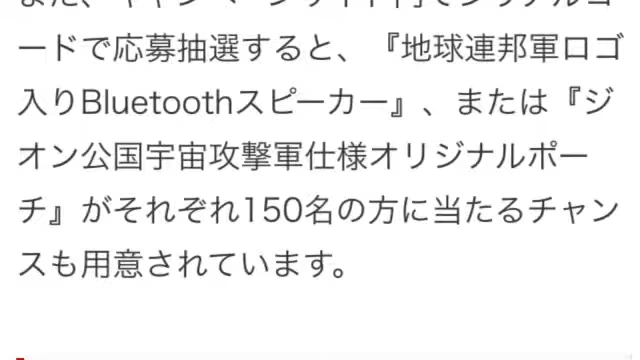 ードで応募抽選すると、『地球連邦軍ロゴ
入りBluetoothスピーカー』、または『ジ
オン公国宇宙攻撃軍仕様オリジナルポー
チ』がそれぞれ150名の方に当たるチャン
スも用意されています。